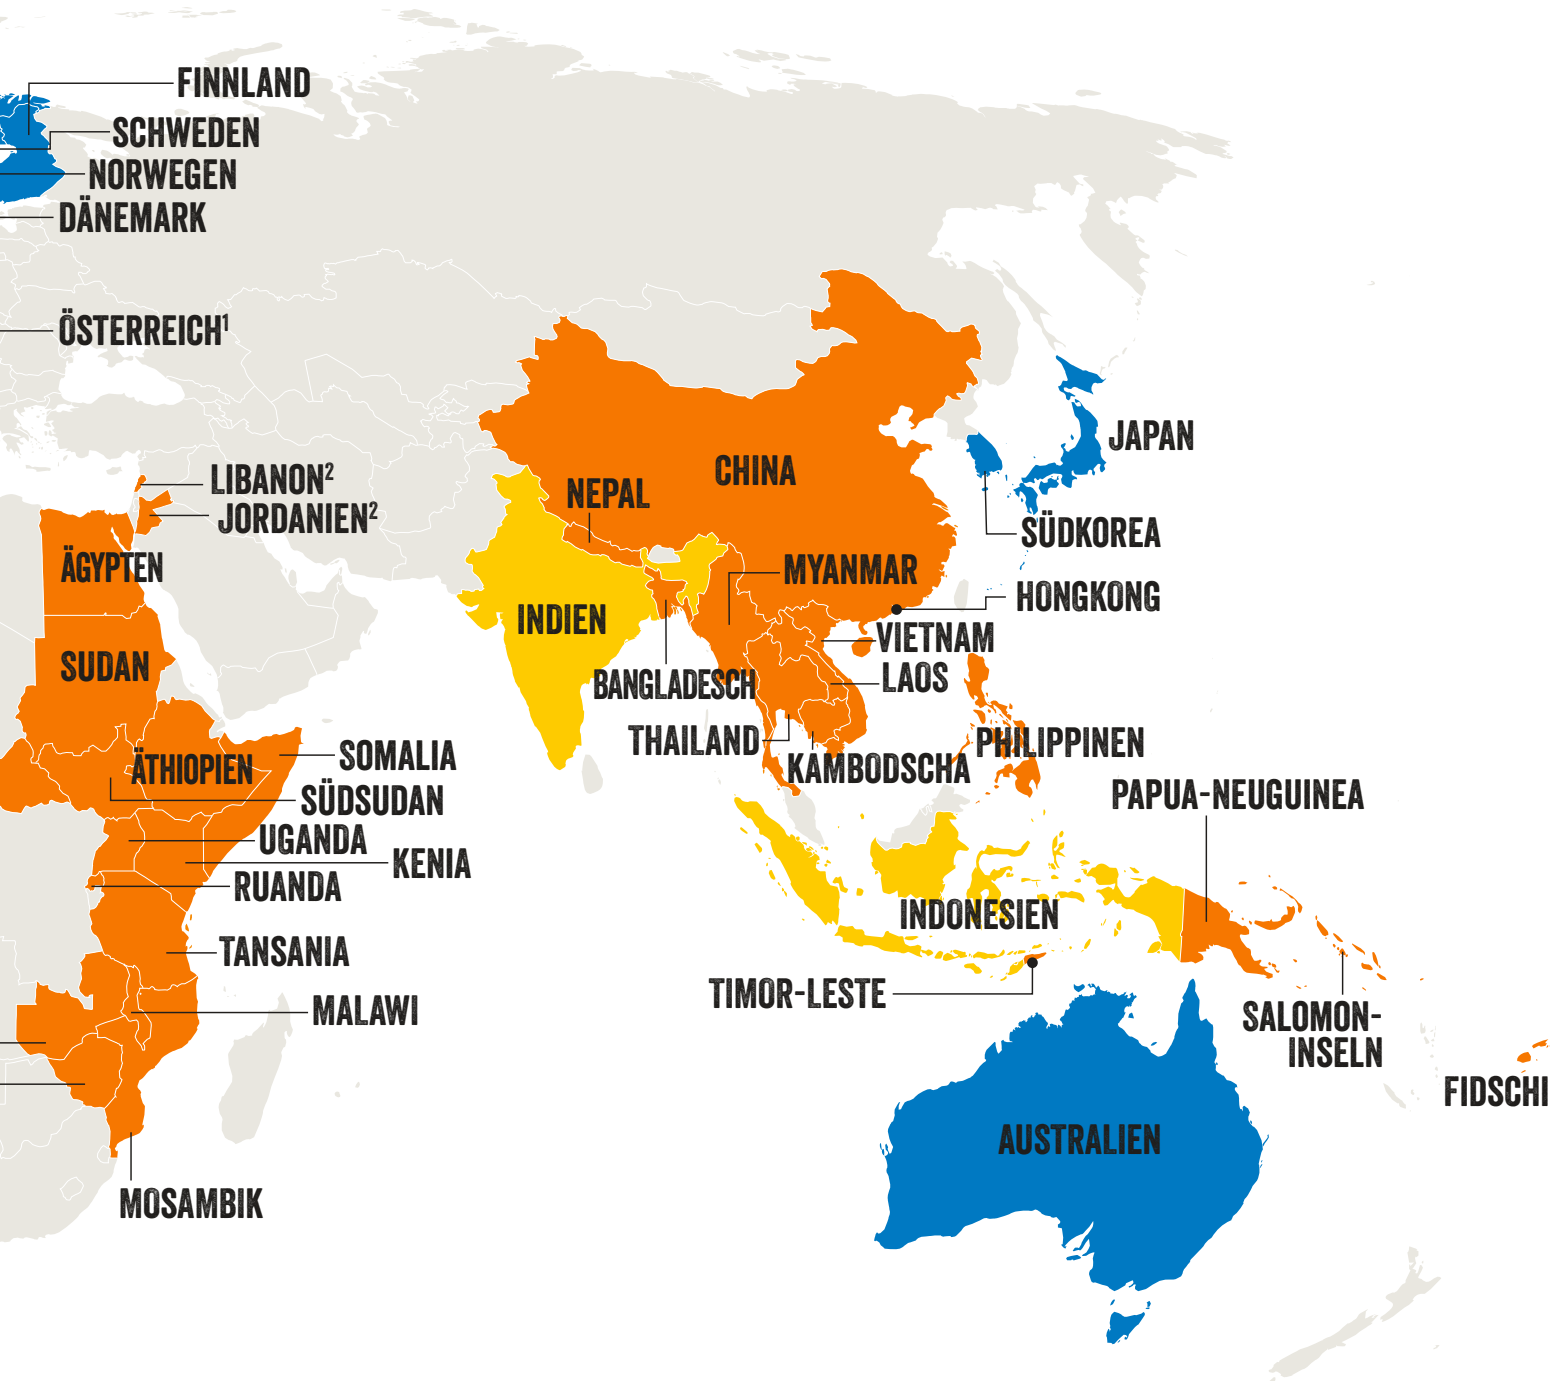 FINNLAND
SCHWEDEN
NORWEGEN
DÄNEMARK
ÖSTERREICH¹
JAPAN
CHINA
LIBANON²
NEPAL
JORDANIEN²
SÜDKOREA
ÄGYPTEN
MYANMAR
HONGKONG
INDIEN
VIETNAM
SUDAN
LAOS
BANGLADESCH
THAILAND
PHILIPPINEN
SOMALIA
ÄTHIOPIEN
KAMBODSCHA
PAPUA-NEUGUINEA
SÜDSUDAN
UGANDA
KENIA
RUANDA
INDONESIEN
TANSANIA
TIMOR-LESTE
MALAWI
SALOMON-
INSELN
FIDSCHI
AUSTRALIEN
MOSAMBIK